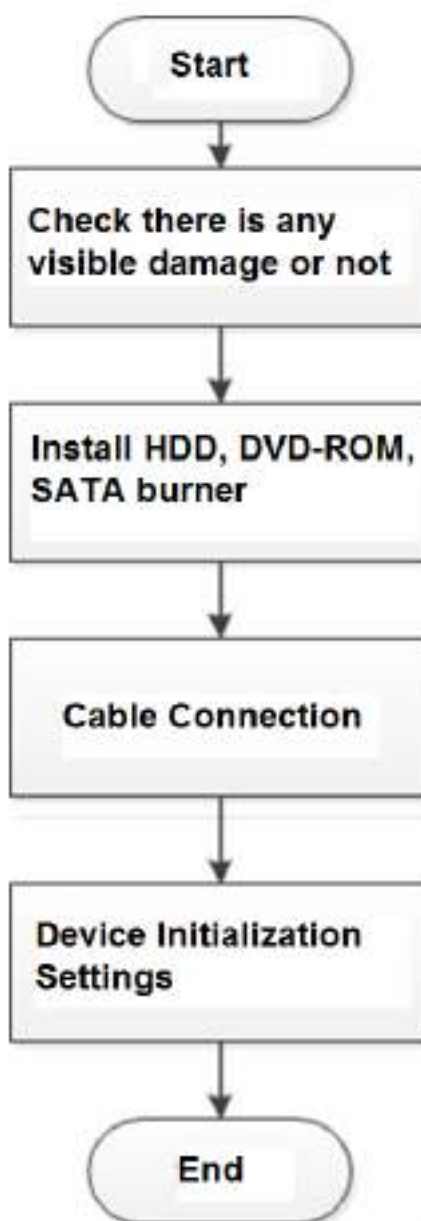 Start
Check there is any
visible damage or not
Install HDD, DVD-ROM,
SATA burner
Cable Connection
Device Initialization
Settings
End